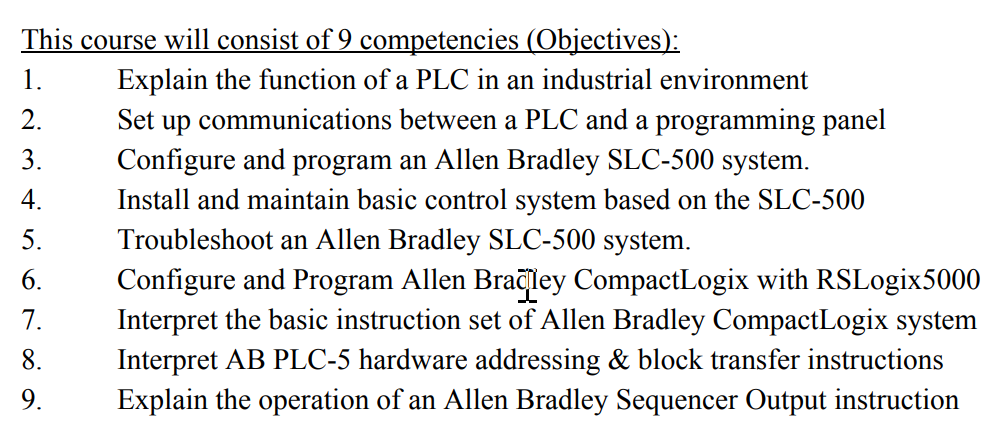 This course will consist of 9 competencies (Objectives):
1. Explain the function of a PLC in an industrial environment
2. Set up communications between a PLC and a programming panel
3. Configure and program an Allen Bradley SLC-500 system.
4. Install and maintain basic control system based on the SLC-500
5. Troubleshoot an Allen Bradley SLC-500 system.
6. Configure and Program Allen Bradley CompactLogix with RSLogix5000
7. Interpret the basic instruction set of Allen Bradley CompactLogix system
8. Interpret AB PLC-5 hardware addressing & block transfer instructions
9. Explain the operation of an Allen Bradley Sequencer Output instruction